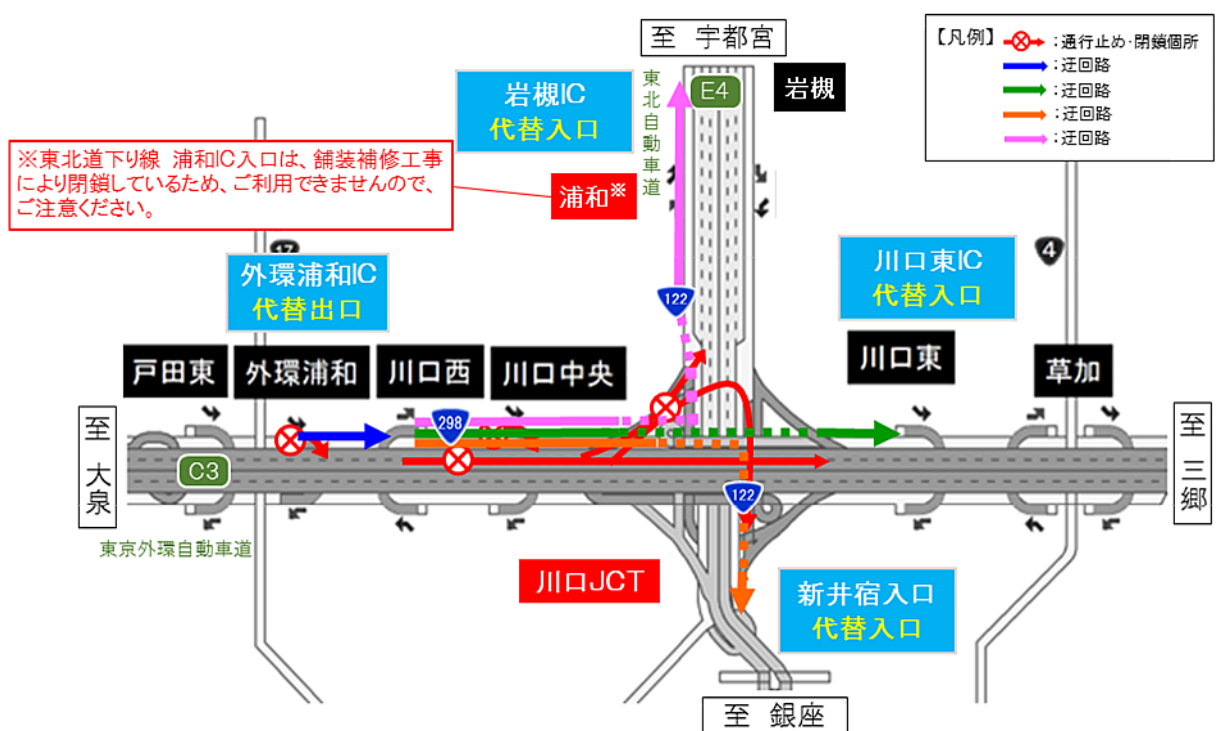 至 宇都宮
【凡例】
:通行止め・閉鎖個所
:迂回路
:迂回路
:迂回路
:迂回路
岩槻IC
代替入口
東北自動車道
E4
岩槻
※東北道下り線 浦和IC入口は、舗装補修工事
により閉鎖しているため、ご利用できませんので、
ご注意ください。
浦和※
17
外環浦和IC
代替出口
川口東IC
代替入口
4
122
戸田東
外環浦和
川口西
川口中央
川口東
草加
298
至 大泉
C3
至 三郷
122
東京外環自動車道
川口JCT
新井宿入口
代替入口
至 銀座